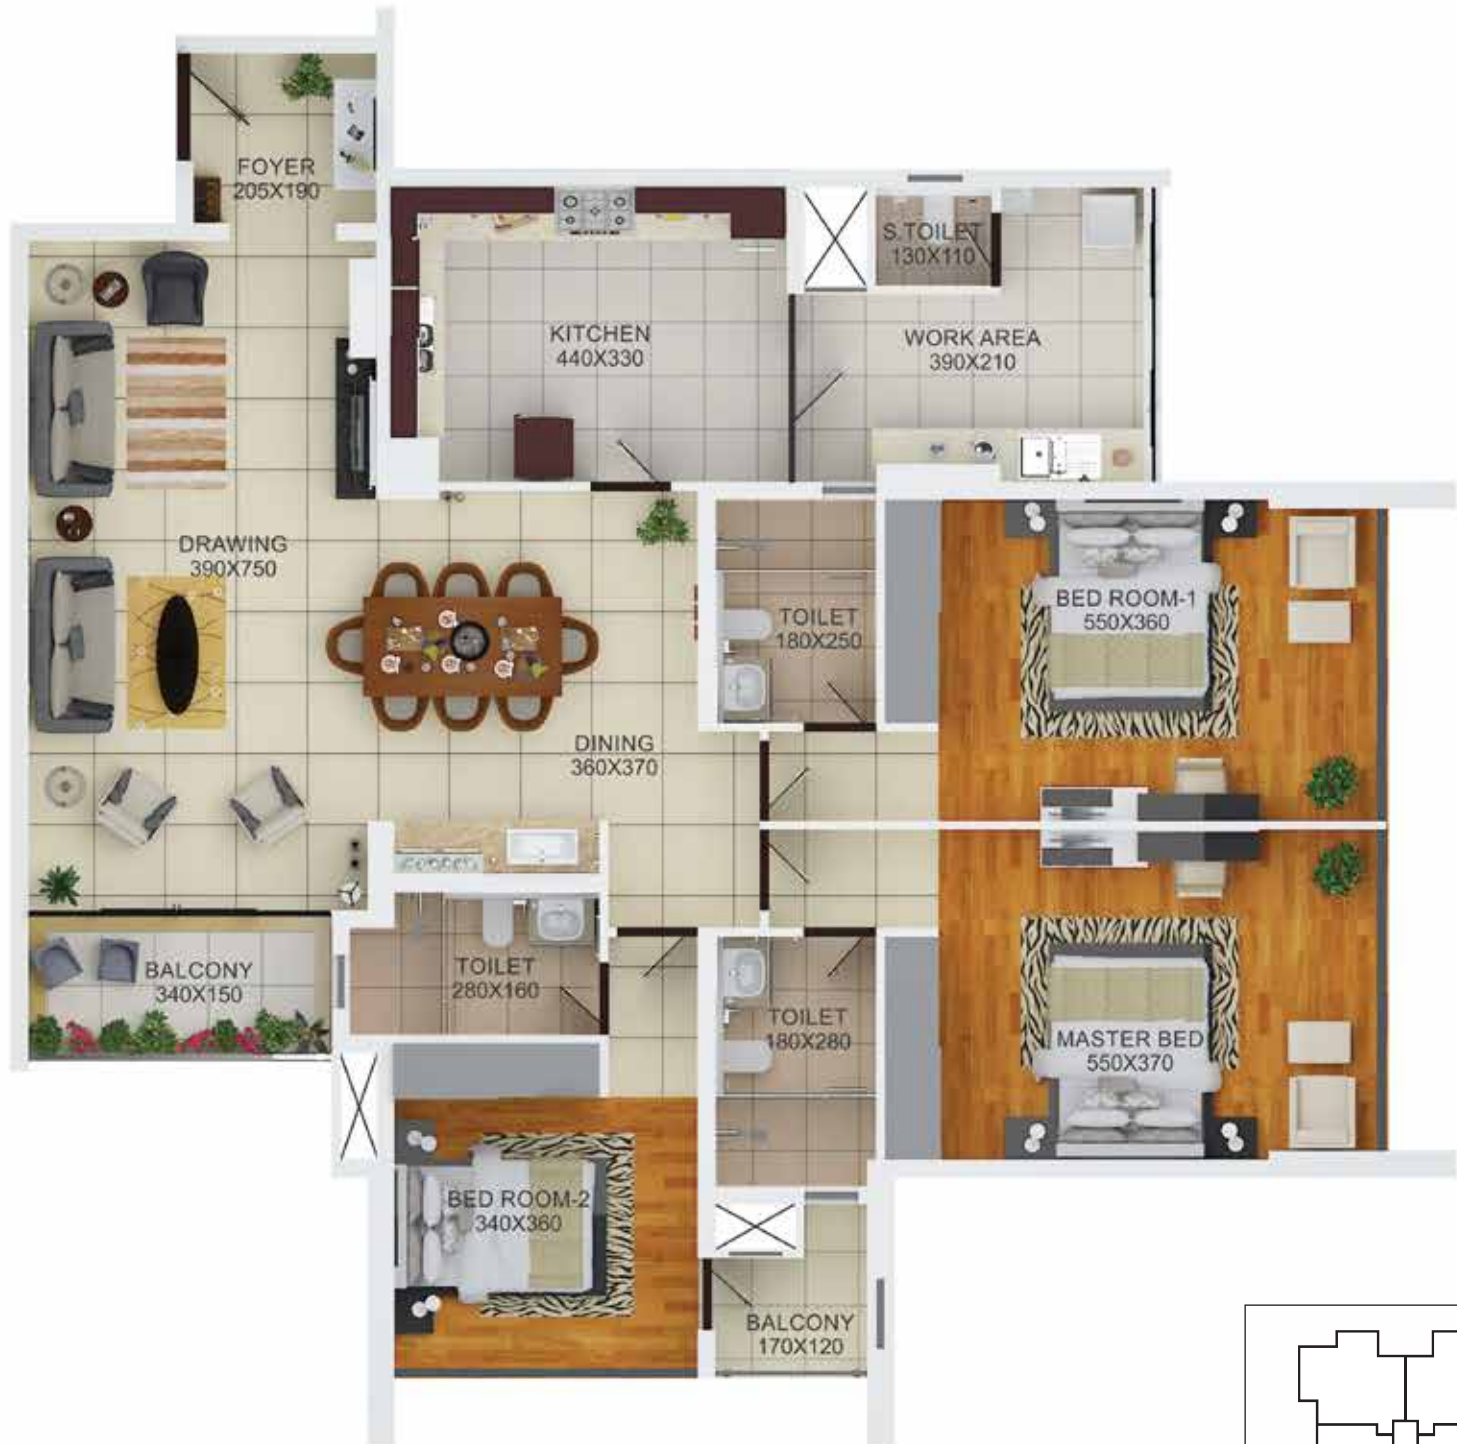 FOYER
205X190
S.TOILET
130X110
KITCHEN
440X330
WORK AREA
390X210
DRAWING
390X750
TOILET
180X250
BED ROOM-1
550X360
DINING
360X370
BALCONY
340X150
TOILET
280X160
TOILET
180X280
MASTER BED
550X370
BED ROOM-2
340X360
BALCONY
170X120